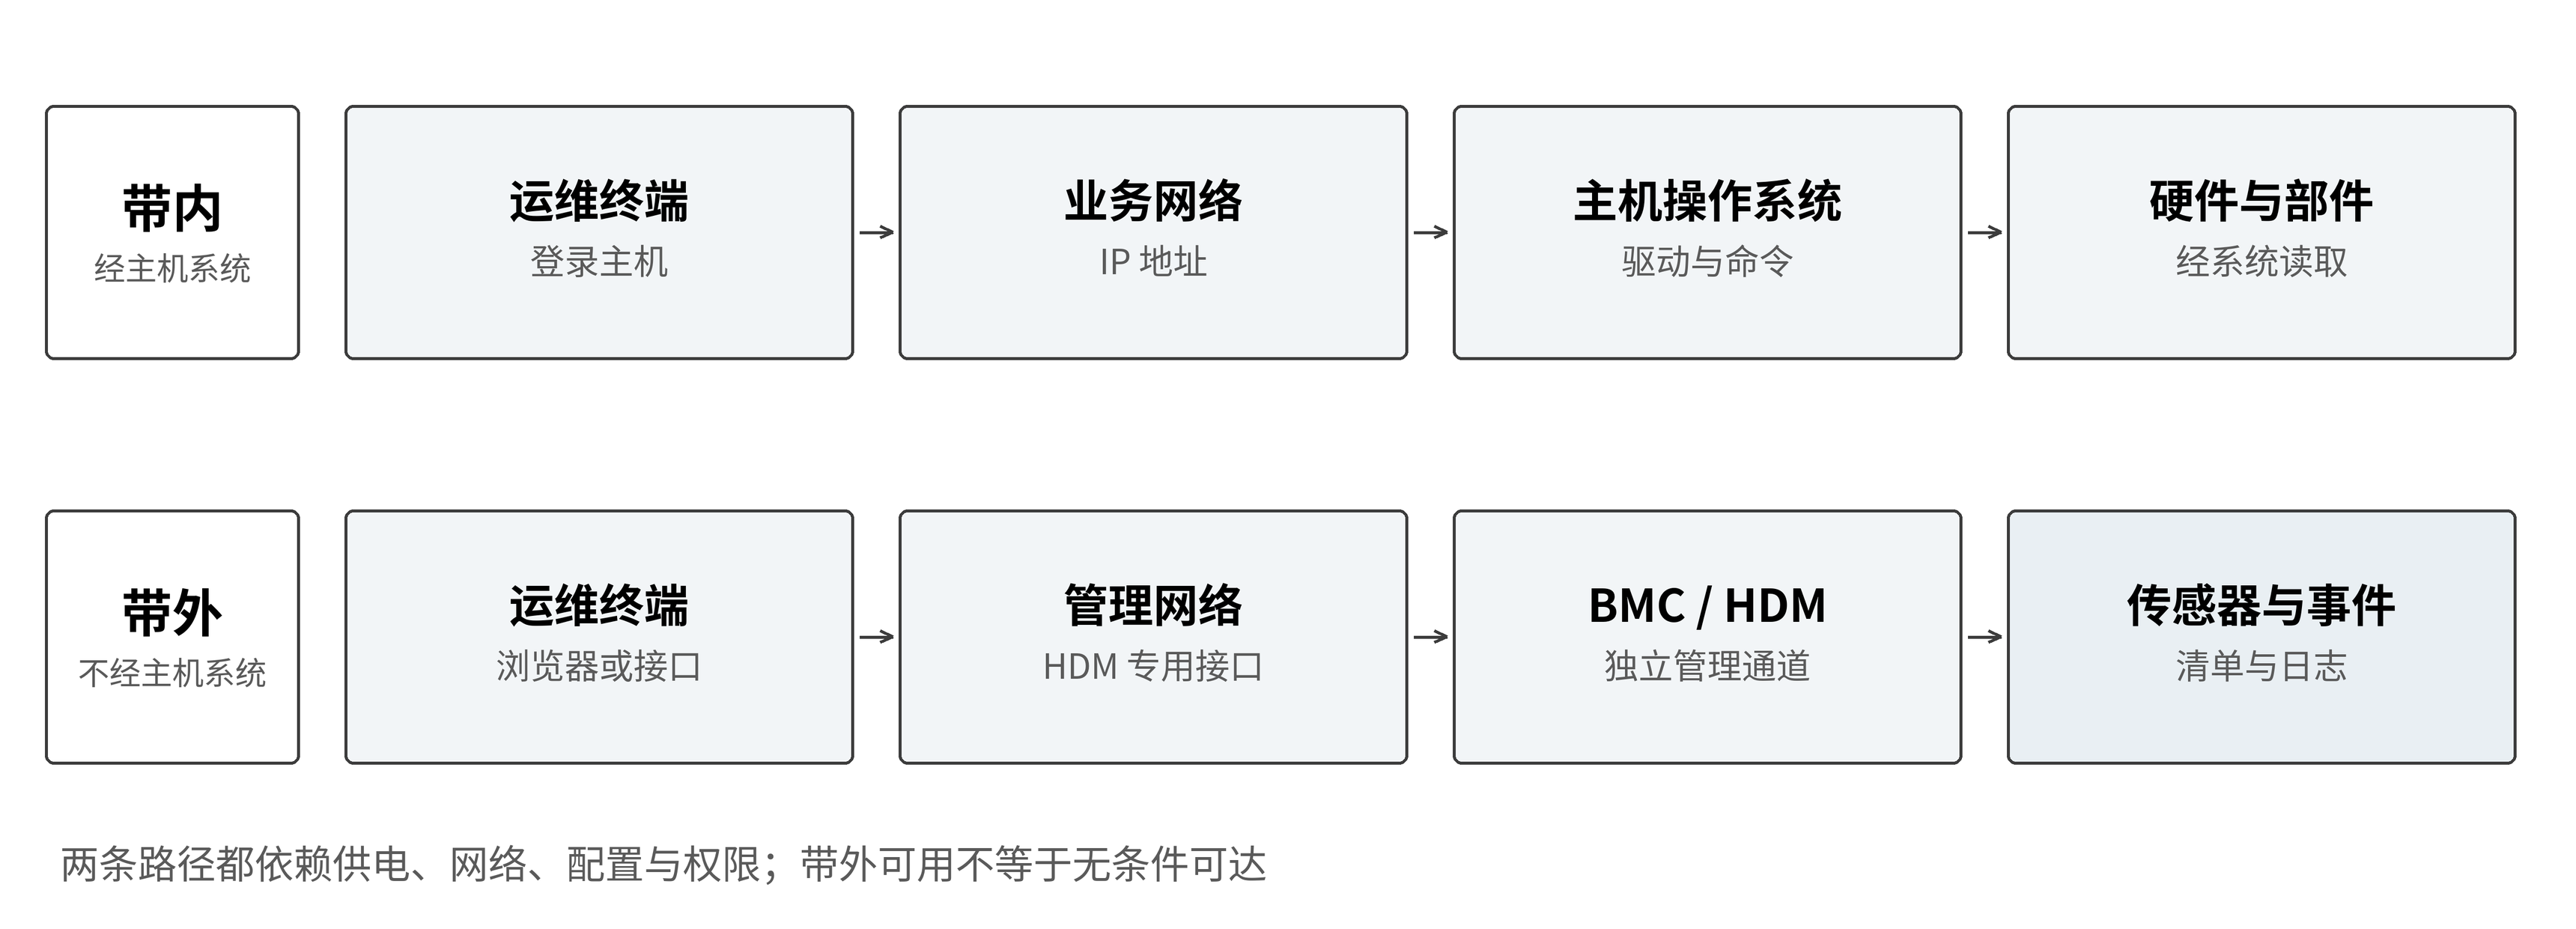 带内
经主机系统
运维终端
登录主机
业务网络
IP 地址
主机操作系统
驱动与命令
硬件与部件
经系统读取
带外
不经主机系统
运维终端
浏览器或接口
管理网络
HDM 专用接口
BMC / HDM
独立管理通道
传感器与事件
清单与日志
两条路径都依赖供电、网络、配置与权限；带外可用不等于无条件可达